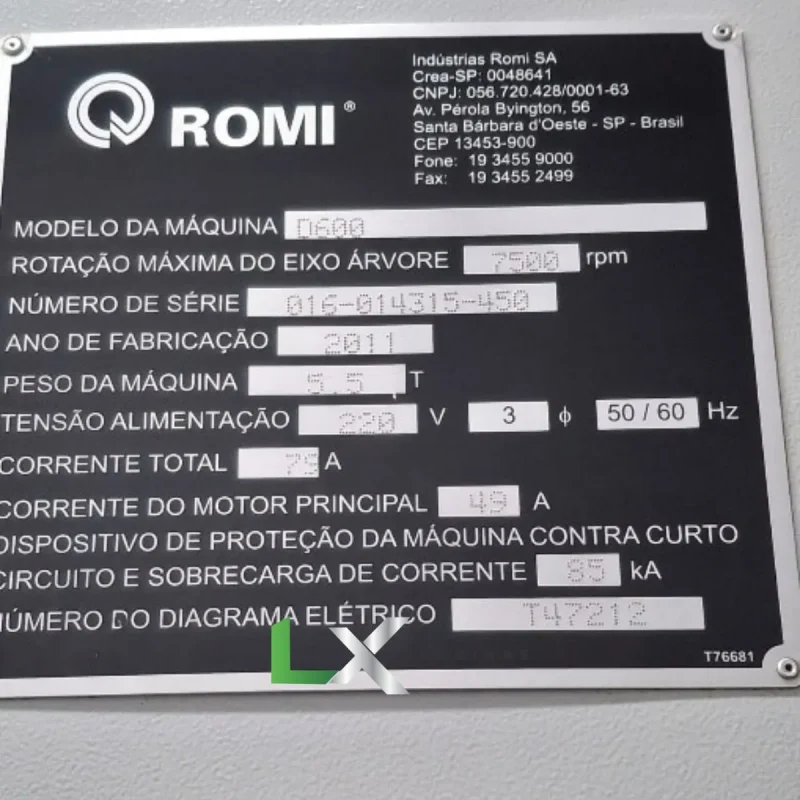 ROMI®
Indústrias Romi SA
Crea-SP: 0048641
CNPJ: 056.720.428/0001-63
Av. Pérola Byington, 56
Santa Bárbara d'Oeste - SP - Brasil
CEP 13453-900
Fone: 19 3455 9000
Fax: 19 3455 2499
MODELO DA MÁQUINA D600
ROTAÇÃO MÁXIMA DO EIXO ÁRVORE 7500 rpm
NÚMERO DE SÉRIE 016-014315-450
ANO DE FABRICAÇÃO 2011
PESO DA MÁQUINA 5.5 T
TENSÃO ALIMENTAÇÃO 220 V 3 ϕ 50 / 60 Hz
CORRENTE TOTAL 75 A
CORRENTE DO MOTOR PRINCIPAL 49 A
DISPOSITIVO DE PROTEÇÃO DA MÁQUINA CONTRA CURTO
CIRCUITO E SOBRECARGA DE CORRENTE 85 kA
NÚMERO DO DIAGRAMA ELÉTRICO T47212
LX
T76681